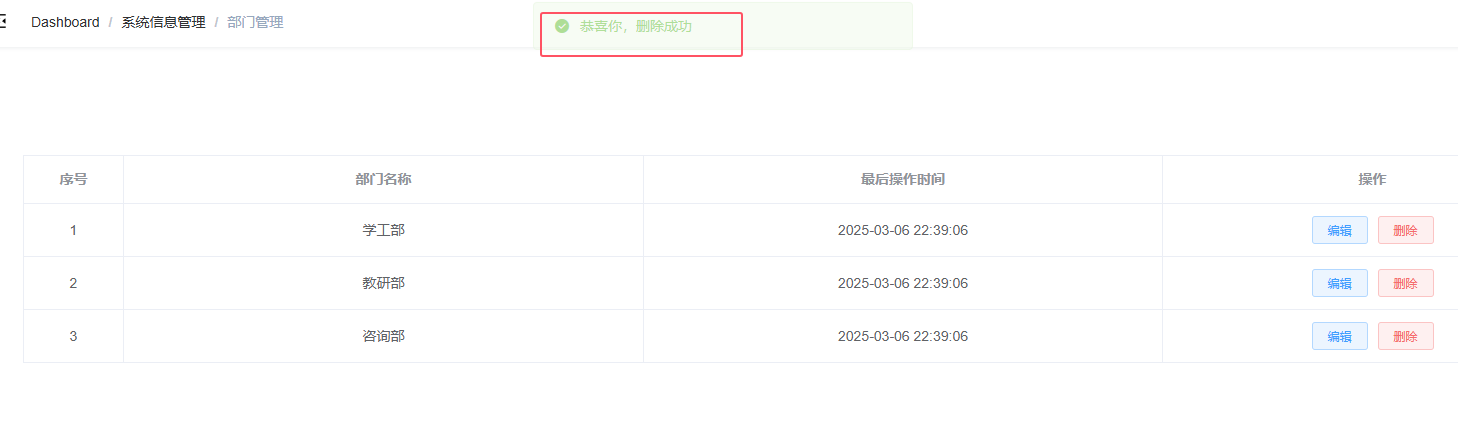 Dashboard / 系统信息管理 / 部门管理
恭喜你，删除成功
序号 部门名称 最后操作时间 操作
1 学工部 2025-03-06 22:39:06 编辑 删除
2 教研部 2025-03-06 22:39:06 编辑 删除
3 咨询部 2025-03-06 22:39:06 编辑 删除